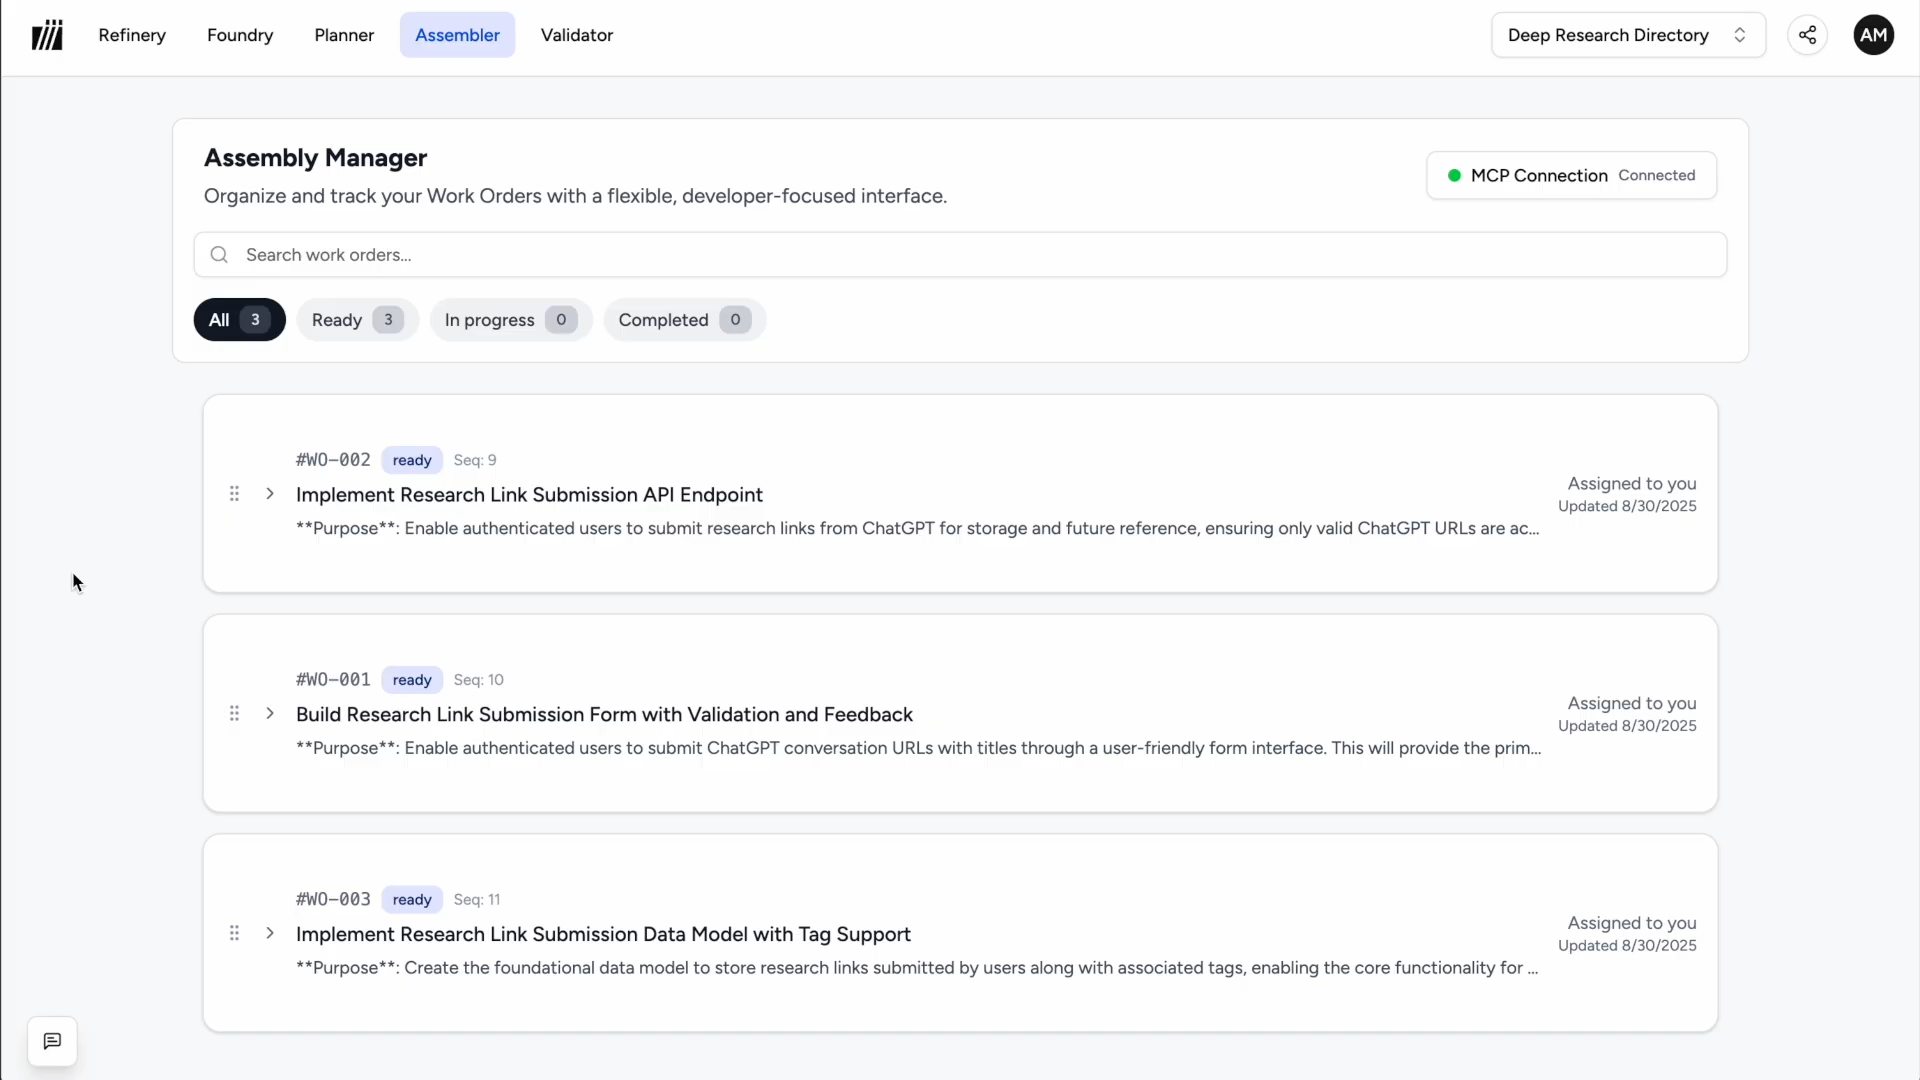 Refinery Foundry Planner Assembler Validator Deep Research Directory AM
Assembly Manager
Organize and track your Work Orders with a flexible, developer-focused interface.
MCP Connection Connected
Search work orders...
All 3 Ready 3 In progress 0 Completed 0
#WO-002 ready Seq: 9
Implement Research Link Submission API Endpoint
**Purpose**: Enable authenticated users to submit research links from ChatGPT for storage and future reference, ensuring only valid ChatGPT URLs are ac...
Assigned to you
Updated 8/30/2025
#WO-001 ready Seq: 10
Build Research Link Submission Form with Validation and Feedback
**Purpose**: Enable authenticated users to submit ChatGPT conversation URLs with titles through a user-friendly form interface. This will provide the prim...
Assigned to you
Updated 8/30/2025
#WO-003 ready Seq: 11
Implement Research Link Submission Data Model with Tag Support
**Purpose**: Create the foundational data model to store research links submitted by users along with associated tags, enabling the core functionality for ...
Assigned to you
Updated 8/30/2025